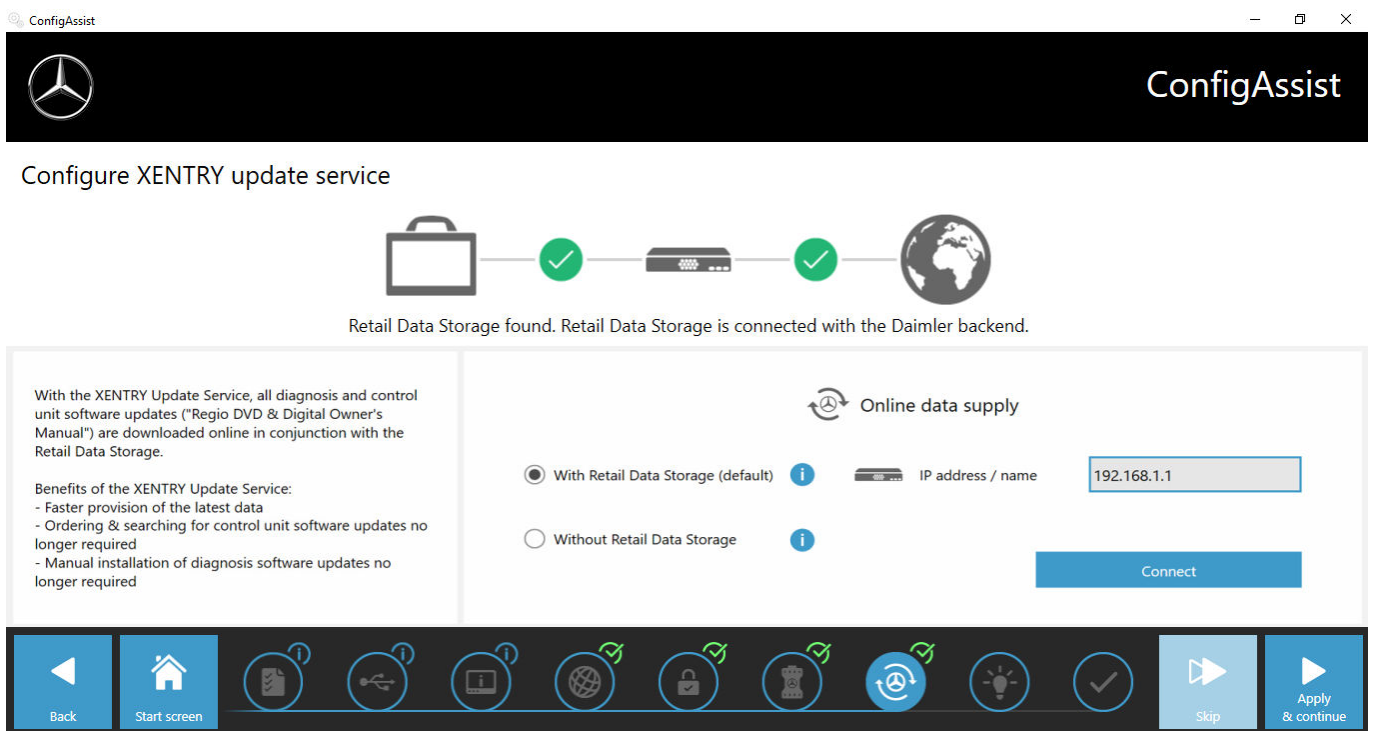 ConfigAssist
ConfigAssist
Configure XENTRY update service
Retail Data Storage found. Retail Data Storage is connected with the Daimler backend.
With the XENTRY Update Service, all diagnosis and control
unit software updates ("Regio DVD & Digital Owner's
Manual") are downloaded online in conjunction with the
Retail Data Storage.
Benefits of the XENTRY Update Service:
- Faster provision of the latest data
- Ordering & searching for control unit software updates no
longer required
- Manual installation of diagnosis software updates no
longer required
Online data supply
With Retail Data Storage (default)
IP address / name
192.168.1.1
Without Retail Data Storage
Connect
Back
Start screen
Skip
Apply
& continue